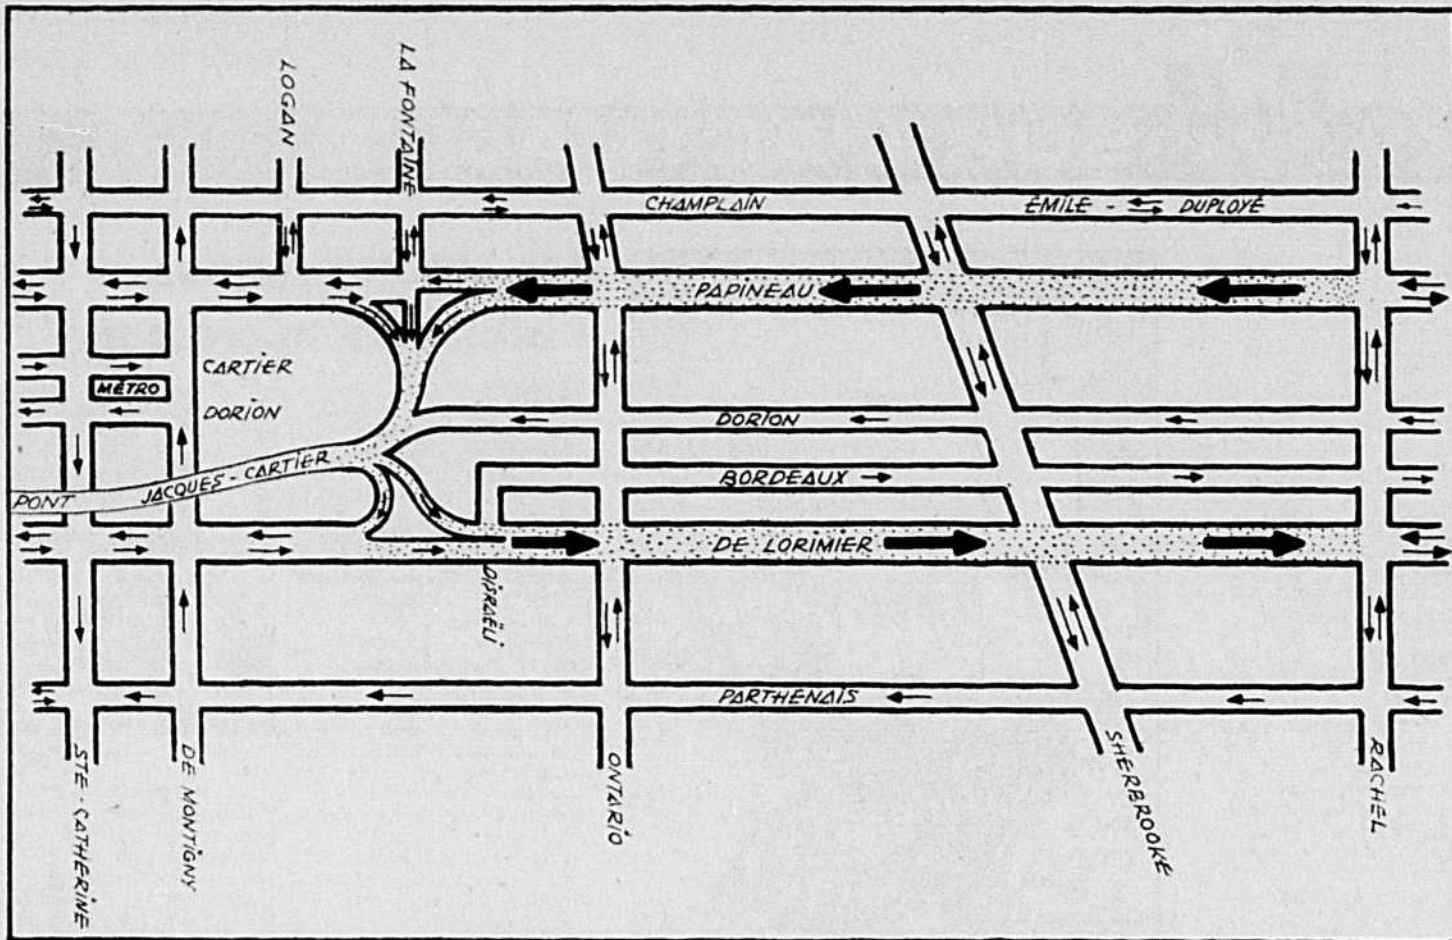 LOGAN
LA FONTAINE
CHAMPLAIN
ÉMILE - DUPLOYÉ
PAPINEAU
CARTIER
MÉTRO
DORION
DORION
BORDEAUX
PONT JACQUES-CARTIER
DE LORIMIER
DISRAËLI
PARTHENAIS
STE-CATHERINE
DE MONTIGNY
ONTARIO
SHERBROOKE
RACHEL